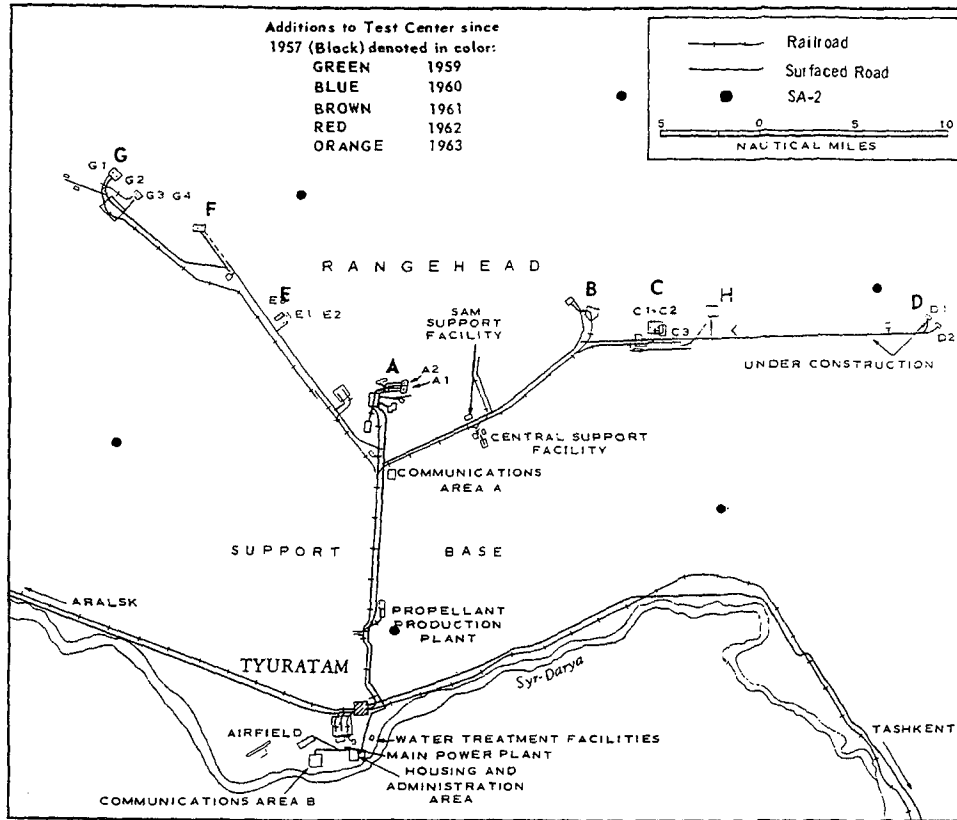 Additions to Test Center since
1957 (Black) denoted in color:
GREEN 1959
BLUE 1960
BROWN 1961
RED 1962
ORANGE 1963
Railroad
Surfaced Road
SA-2
5 0 5 10
NAUTICAL MILES
G
G1
G2
G3 G4
F
RANGEHEAD
E
E1 E2
B
C
C1 C2
C3
H
D
D1
D2
SAM
SUPPORT
FACILITY
UNDER CONSTRUCTION
A
A2
A1
CENTRAL SUPPORT
FACILITY
COMMUNICATIONS
AREA A
SUPPORT BASE
ARALSK
PROPELLANT
PRODUCTION
PLANT
TYURATAM
Syr-Darya
TASHKENT
AIRFIELD
WATER TREATMENT FACILITIES
MAIN POWER PLANT
HOUSING AND
ADMINISTRATION
AREA
COMMUNICATIONS AREA B